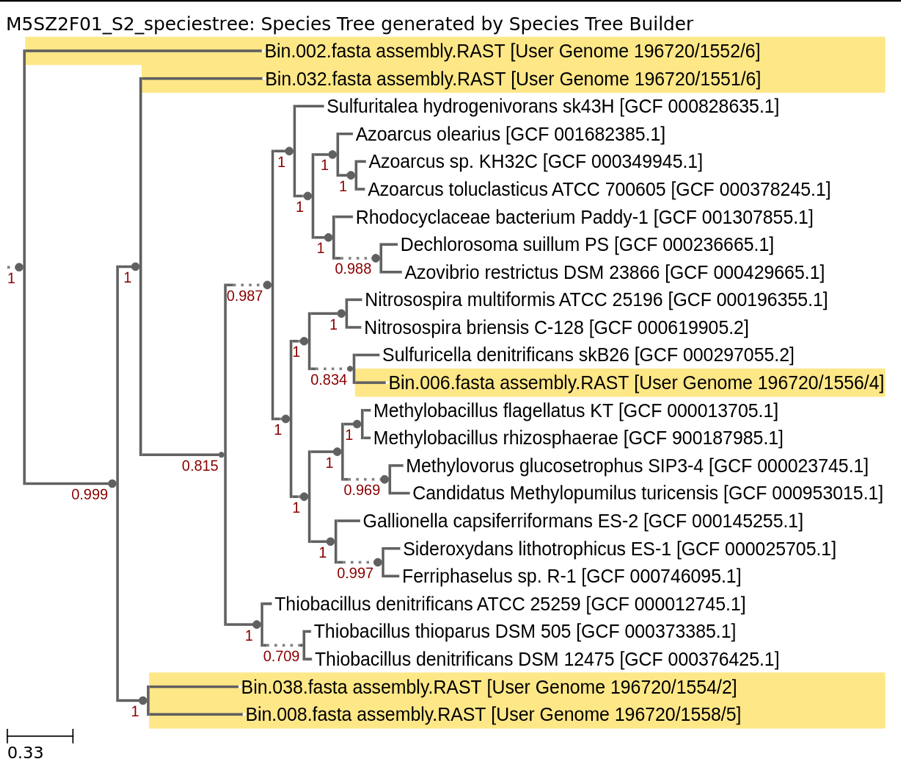 M5SZ2F01_S2_speciestree: Species Tree generated by Species Tree Builder
Bin.002.fasta assembly.RAST [User Genome 196720/1552/6]
Bin.032.fasta assembly.RAST [User Genome 196720/1551/6]
Sulfuritalea hydrogenivorans sk43H [GCF 000828635.1]
Azoarcus olearius [GCF 001682385.1]
1
1
Azoarcus sp. KH32C [GCF 000349945.1]
1
Azoarcus toluclasticus ATCC 700605 [GCF 000378245.1]
1
Rhodocyclaceae bacterium Paddy-1 [GCF 001307855.1]
1
Dechlorosoma suillum PS [GCF 000236665.1]
0.988
Azovibrio restrictus DSM 23866 [GCF 000429665.1]
1
1
0.987
Nitrosospira multiformis ATCC 25196 [GCF 000196355.1]
1
Nitrosospira briensis C-128 [GCF 000619905.2]
1
Sulfuricella denitrificans skB26 [GCF 000297055.2]
0.834
Bin.006.fasta assembly.RAST [User Genome 196720/1556/4]
Methylobacillus flagellatus KT [GCF 000013705.1]
1
1
Methylobacillus rhizosphaerae [GCF 900187985.1]
1
0.815
Methylovorus glucosetrophus SIP3-4 [GCF 000023745.1]
0.969
0.999
Candidatus Methylopumilus turicensis [GCF 000953015.1]
1
Gallionella capsiferriformans ES-2 [GCF 000145255.1]
1
Sideroxydans lithotrophicus ES-1 [GCF 000025705.1]
0.997
Ferriphaselus sp. R-1 [GCF 000746095.1]
Thiobacillus denitrificans ATCC 25259 [GCF 000012745.1]
1
Thiobacillus thioparus DSM 505 [GCF 000373385.1]
0.709
Thiobacillus denitrificans DSM 12475 [GCF 000376425.1]
Bin.038.fasta assembly.RAST [User Genome 196720/1554/2]
1
Bin.008.fasta assembly.RAST [User Genome 196720/1558/5]
0.33